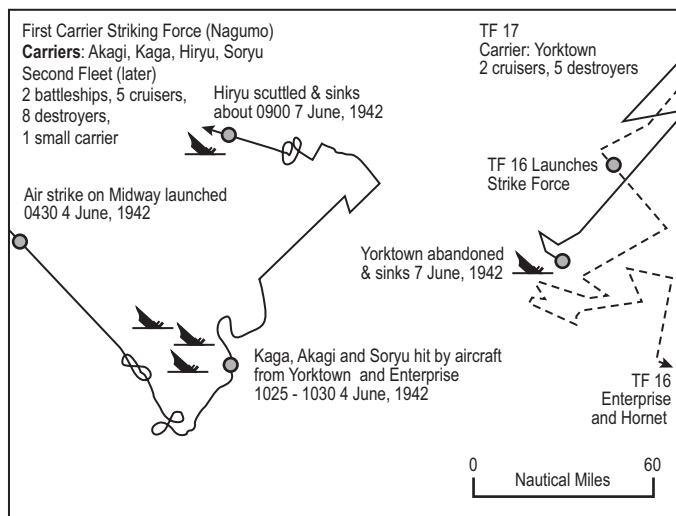 First Carrier Striking Force (Nagumo)
Carriers: Akagi, Kaga, Hiryu, Soryu
Second Fleet (later)
2 battleships, 5 cruisers,
8 destroyers,
1 small carrier
Hiryu scuttled & sinks
about 0900 7 June, 1942
TF 17
Carrier: Yorktown
2 cruisers, 5 destroyers
TF 16 Launches
Strike Force
Air strike on Midway launched
0430 4 June, 1942
Yorktown abandoned
& sinks 7 June, 1942
Kaga, Akagi and Soryu hit by aircraft
from Yorktown and Enterprise
1025 - 1030 4 June, 1942
TF 16
Enterprise
and Hornet
0 60
Nautical Miles